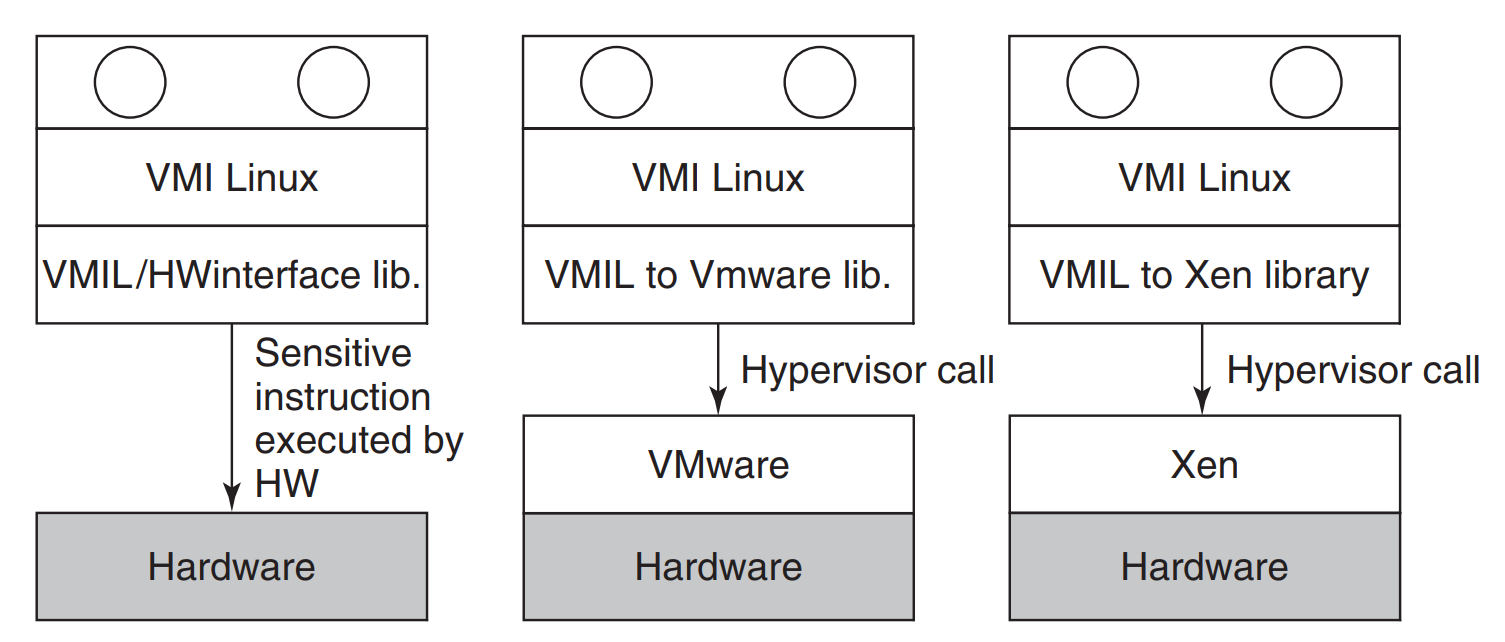 VMI Linux
VMIL/HWinterface lib.
Sensitive
instruction
executed by
HW
Hardware
VMI Linux
VMIL to Vmware lib.
Hypervisor call
VMware
Hardware
VMI Linux
VMIL to Xen library
Hypervisor call
Xen
Hardware